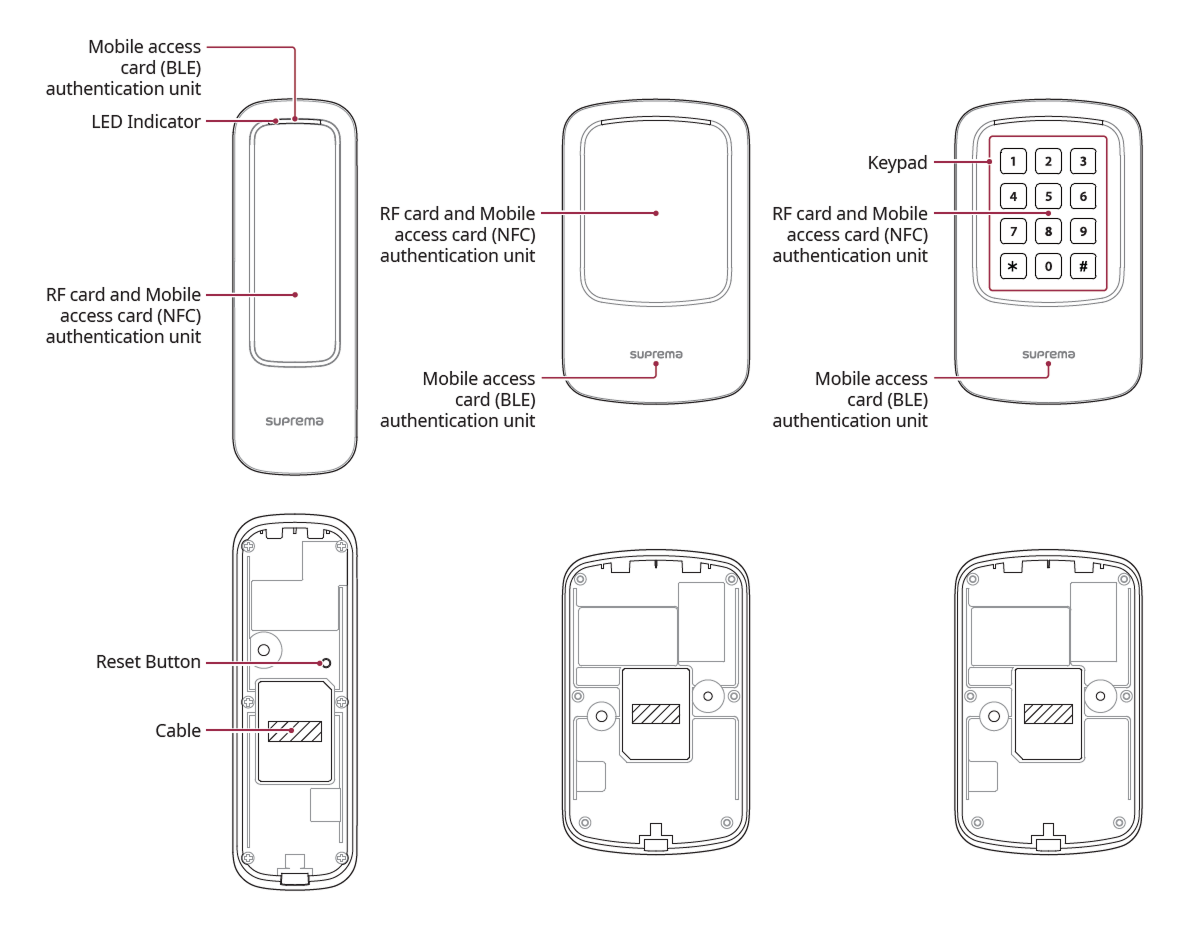 Mobile access
card (BLE)
authentication unit
LED Indicator
RF card and Mobile
access card (NFC)
authentication unit
suprema
RF card and Mobile
access card (NFC)
authentication unit
suprema
Mobile access
card (BLE)
authentication unit
Keypad
1 2 3
4 5 6
7 8 9
* 0 #
RF card and Mobile
access card (NFC)
authentication unit
suprema
Mobile access
card (BLE)
authentication unit
Reset Button
Cable